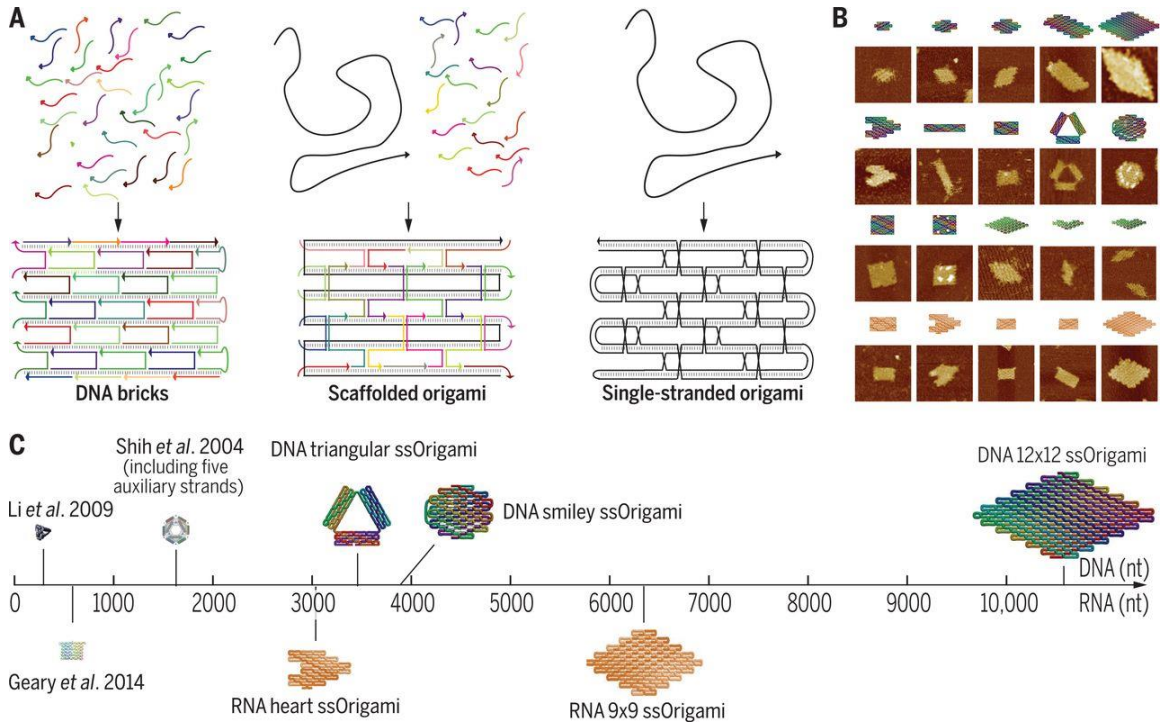 A
B
DNA bricks
Scaffolded origami
Single-stranded origami
C
Li et al. 2009
Shih et al. 2004
(including five
auxiliary strands)
DNA triangular ssOrigami
DNA smiley ssOrigami
DNA 12x12 ssOrigami
DNA (nt)
0 1000 2000 3000 4000 5000 6000 7000 8000 9000 10,000 RNA (nt)
Geary et al. 2014
RNA heart ssOrigami
RNA 9x9 ssOrigami